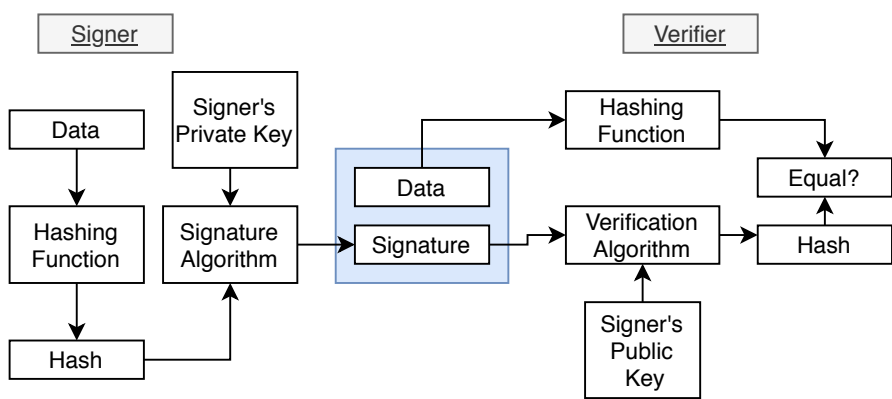 Signer
Verifier
Data
Hashing
Function
Hash
Signer's
Private Key
Signature
Algorithm
Data
Signature
Hashing
Function
Verification
Algorithm
Signer's
Public
Key
Equal?
Hash